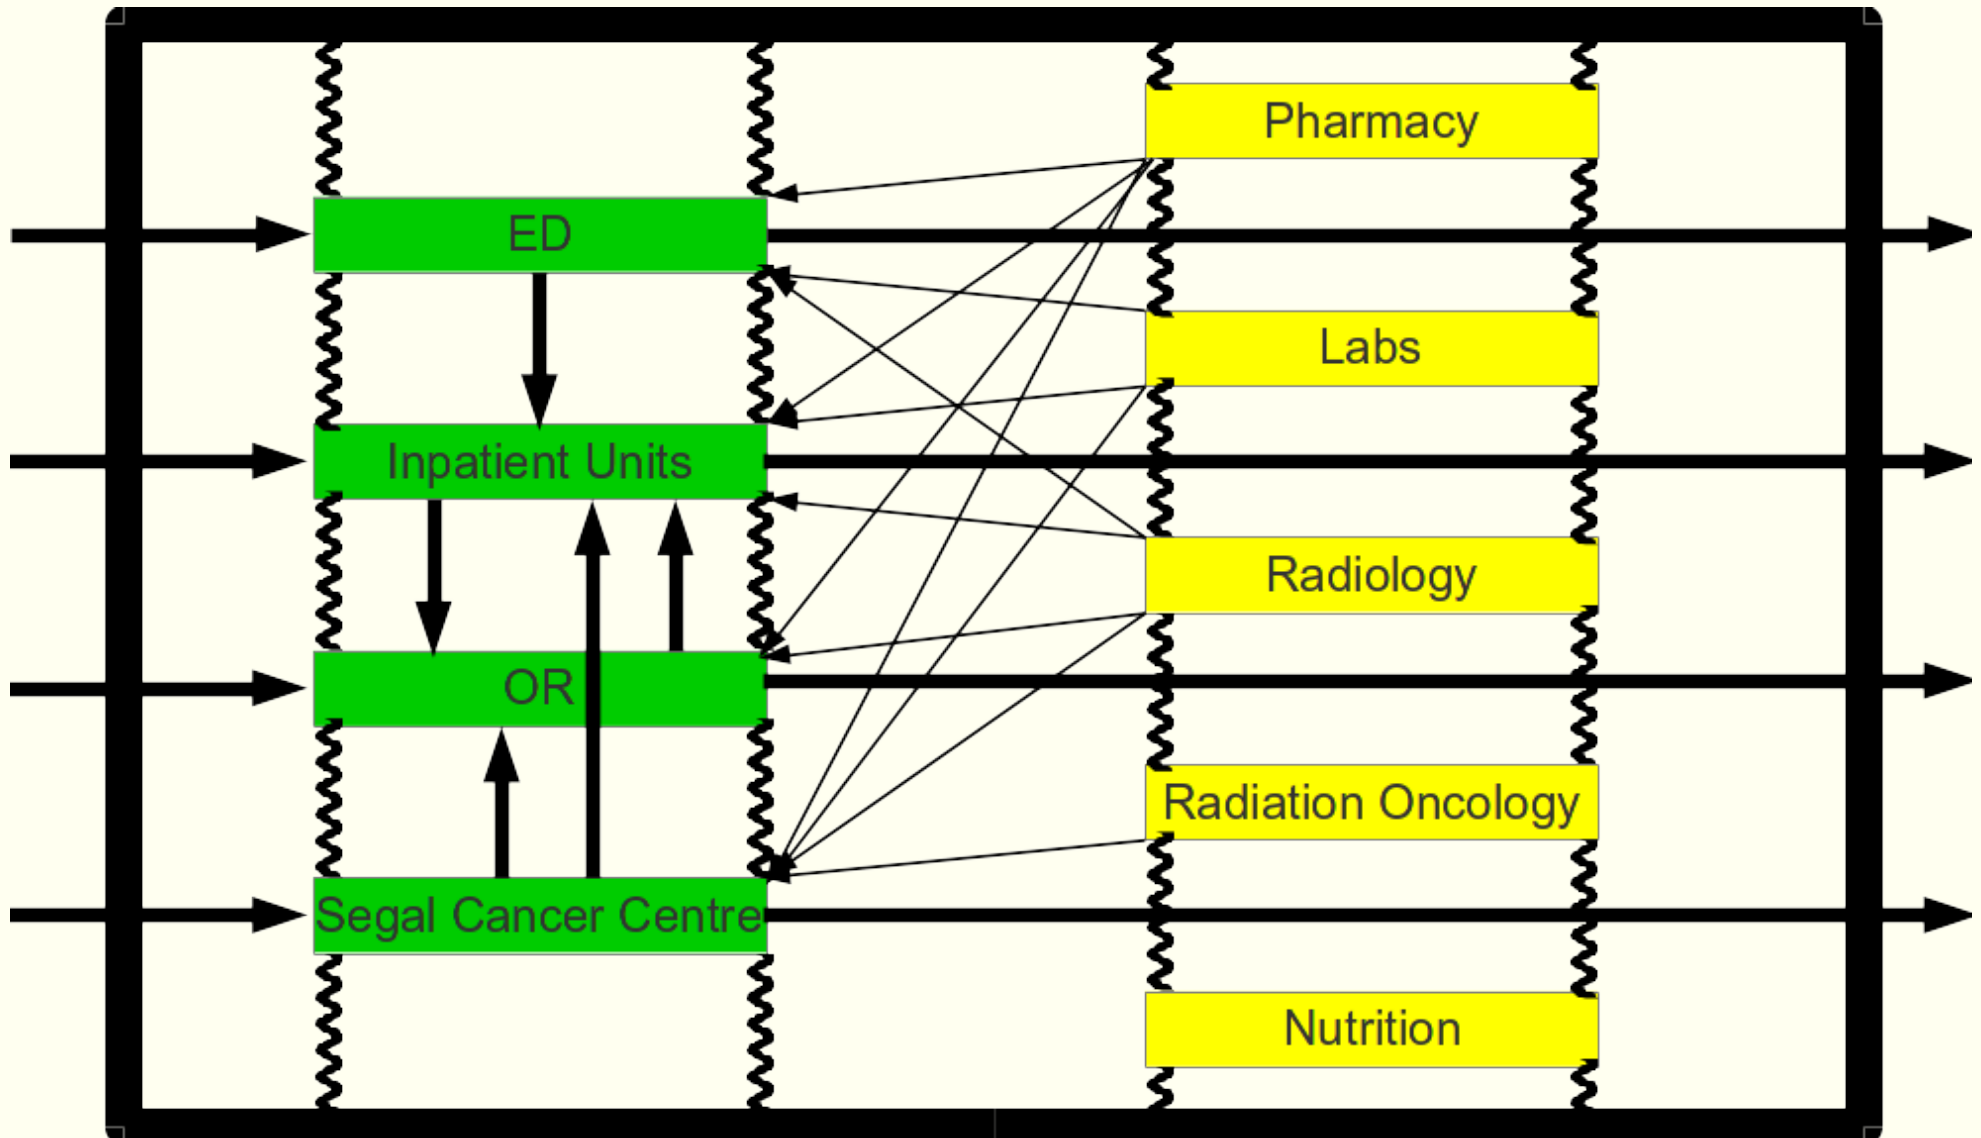 Pharmacy
ED
Labs
Inpatient Units
Radiology
OR
Radiation Oncology
Segal Cancer Centre
Nutrition